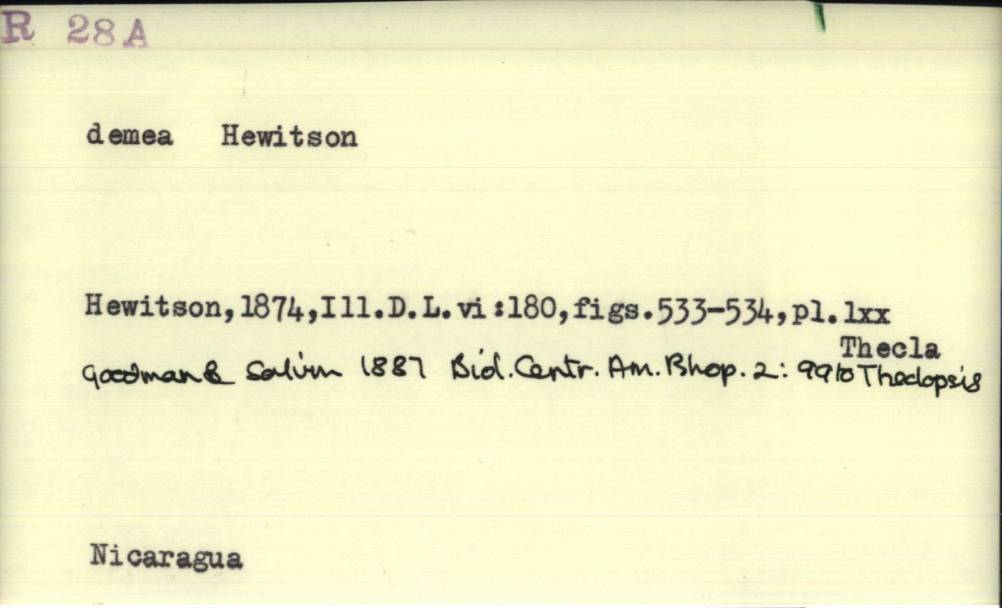 R 28A
demea Hewitson
Hewitson,1874,Ill.D.L.vi:180,figs.533-534,pl.lxx
Thecla
Goodman & Salvin 1887 Biol. Centr. Am. Rhop. 2: 99 to Theclopsis
Nicaragua